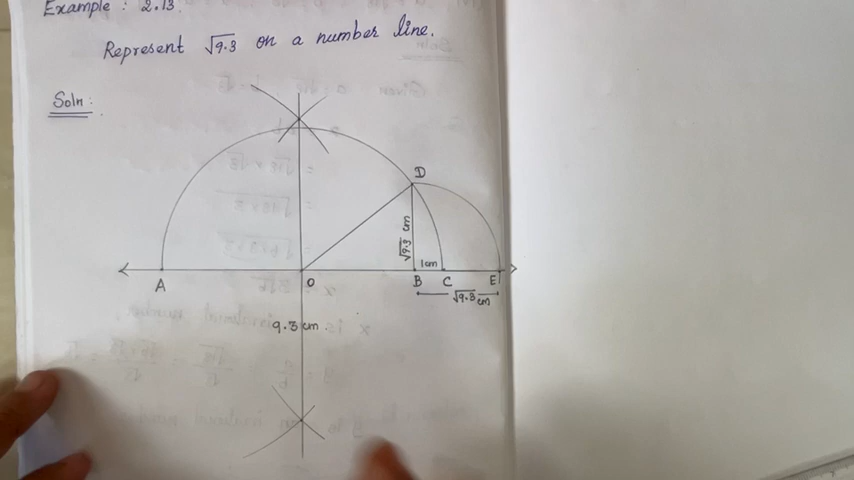 Example : 2.13.
Represent √9.3 on a number line.
Soln:
D
√9.3 cm
1cm
A O B C E
√9.3 cm
9.3 cm